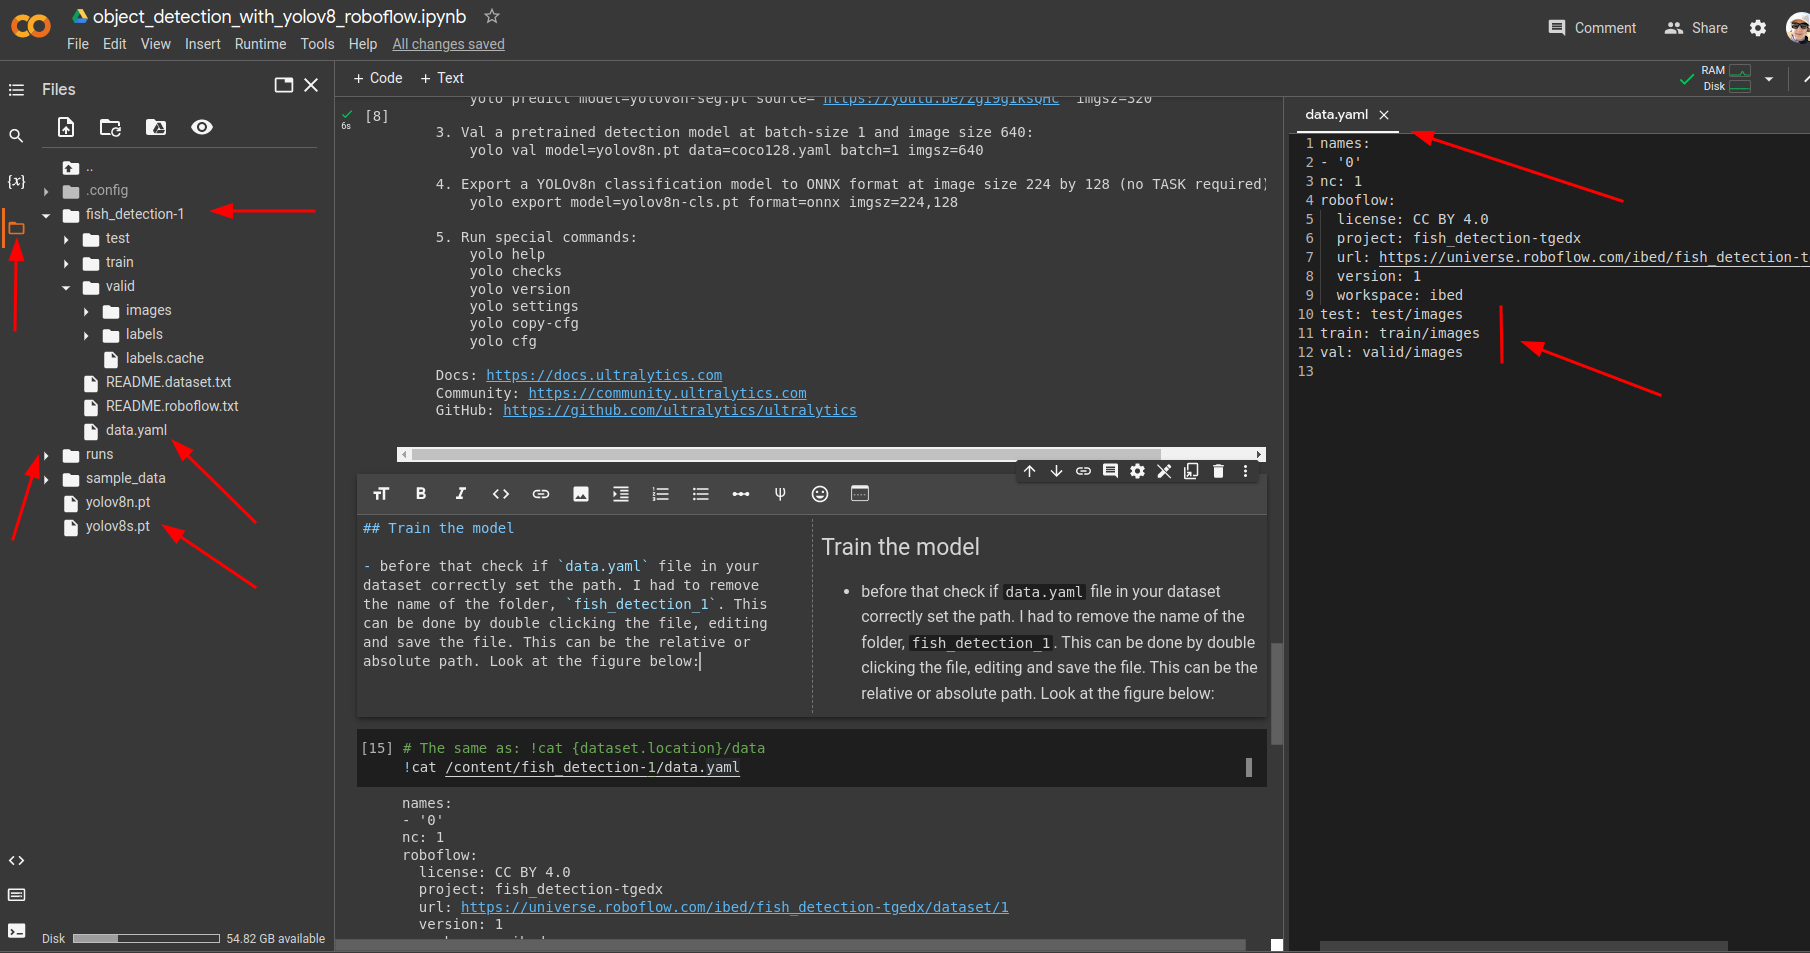 object_detection_with_yolov8_roboflow.ipynb
File Edit View Insert Runtime Tools Help All changes saved
Comment
Share
Files
..
.config
fish_detection-1
test
train
valid
images
labels
labels.cache
README.dataset.txt
README.roboflow.txt
data.yaml
runs
sample_data
yolov8n.pt
yolov8s.pt
Disk 54.82 GB available
{x}
+ Code + Text
RAM
Disk
[8]
6s
yolo predict model=yolov8n-seg.pt source='https://youtu.be/Zgi9g1ksQHc' imgsz=320
3. Val a pretrained detection model at batch-size 1 and image size 640:
yolo val model=yolov8n.pt data=coco128.yaml batch=1 imgsz=640
4. Export a YOLOv8n classification model to ONNX format at image size 224 by 128 (no TASK required)
yolo export model=yolov8n-cls.pt format=onnx imgsz=224,128
5. Run special commands:
yolo help
yolo checks
yolo version
yolo settings
yolo copy-cfg
yolo cfg
Docs: https://docs.ultralytics.com
Community: https://community.ultralytics.com
GitHub: https://github.com/ultralytics/ultralytics
## Train the model
- before that check if `data.yaml` file in your
dataset correctly set the path. I had to remove
the name of the folder, `fish_detection_1`. This
can be done by double clicking the file, editing
and save the file. This can be the relative or
absolute path. Look at the figure below:
Train the model
• before that check if data.yaml file in your dataset
correctly set the path. I had to remove the name of the
folder, fish_detection_1. This can be done by double
clicking the file, editing and save the file. This can be the
relative or absolute path. Look at the figure below:
[15] # The same as: !cat {dataset.location}/data
!cat /content/fish_detection-1/data.yaml
names:
- '0'
nc: 1
roboflow:
license: CC BY 4.0
project: fish_detection-tgedx
url: https://universe.roboflow.com/ibed/fish_detection-tgedx/dataset/1
version: 1
data.yaml
1 names:
2 - '0'
3 nc: 1
4 roboflow:
5 license: CC BY 4.0
6 project: fish_detection-tgedx
7 url: https://universe.roboflow.com/ibed/fish_detection-t
8 version: 1
9 workspace: ibed
10 test: test/images
11 train: train/images
12 val: valid/images
13